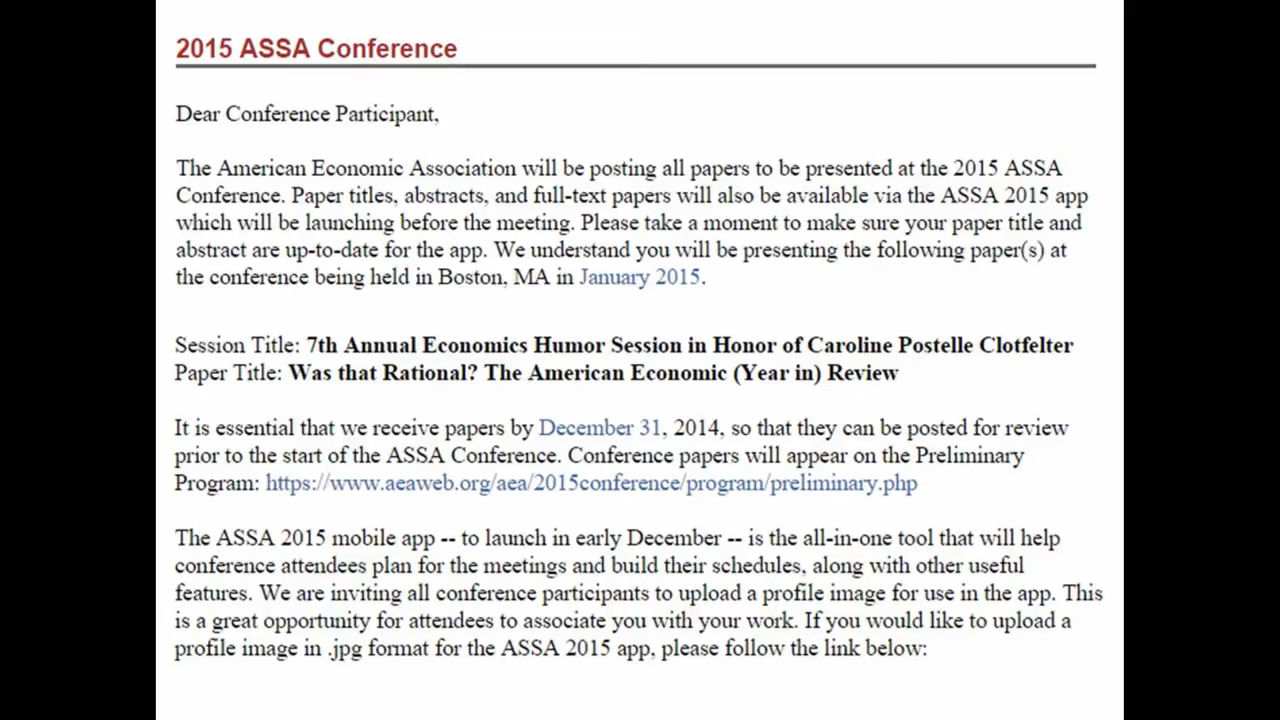 2015 ASSA Conference
Dear Conference Participant,
The American Economic Association will be posting all papers to be presented at the 2015 ASSA
Conference. Paper titles, abstracts, and full-text papers will also be available via the ASSA 2015 app
which will be launching before the meeting. Please take a moment to make sure your paper title and
abstract are up-to-date for the app. We understand you will be presenting the following paper(s) at
the conference being held in Boston, MA in January 2015.
Session Title: 7th Annual Economics Humor Session in Honor of Caroline Postelle Clotfelter
Paper Title: Was that Rational? The American Economic (Year in) Review
It is essential that we receive papers by December 31, 2014, so that they can be posted for review
prior to the start of the ASSA Conference. Conference papers will appear on the Preliminary
Program: https://www.aeaweb.org/aea/2015conference/program/preliminary.php
The ASSA 2015 mobile app -- to launch in early December -- is the all-in-one tool that will help
conference attendees plan for the meetings and build their schedules, along with other useful
features. We are inviting all conference participants to upload a profile image for use in the app. This
is a great opportunity for attendees to associate you with your work. If you would like to upload a
profile image in .jpg format for the ASSA 2015 app, please follow the link below: